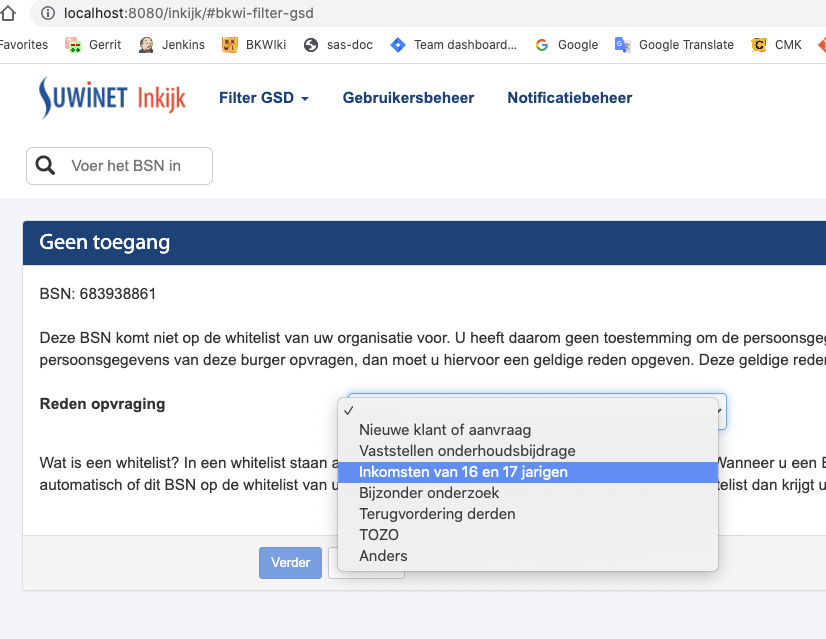 localhost:8080/inkijk/#bkwi-filter-gsd
Favorites Gerrit Jenkins BKWIki sas-doc Team dashboard... Google Google Translate CMK
SUWINET Inkijk Filter GSD Gebruikersbeheer Notificatiebeheer
Voer het BSN in
Geen toegang
BSN: 683938861
Deze BSN komt niet op de whitelist van uw organisatie voor. U heeft daarom geen toestemming om de persoonsgeg
persoonsgegevens van deze burger opvragen, dan moet u hiervoor een geldige reden opgeven. Deze geldige rede
Reden opvraging
Nieuwe klant of aanvraag
Vaststellen onderhoudsbijdrage
Inkomsten van 16 en 17 jarigen
Bijzonder onderzoek
Terugvordering derden
TOZO
Anders
Wat is een whitelist? In een whitelist staan a Wanneer u een B
automatisch of dit BSN op de whitelist van u telist dan krijgt u
Verder